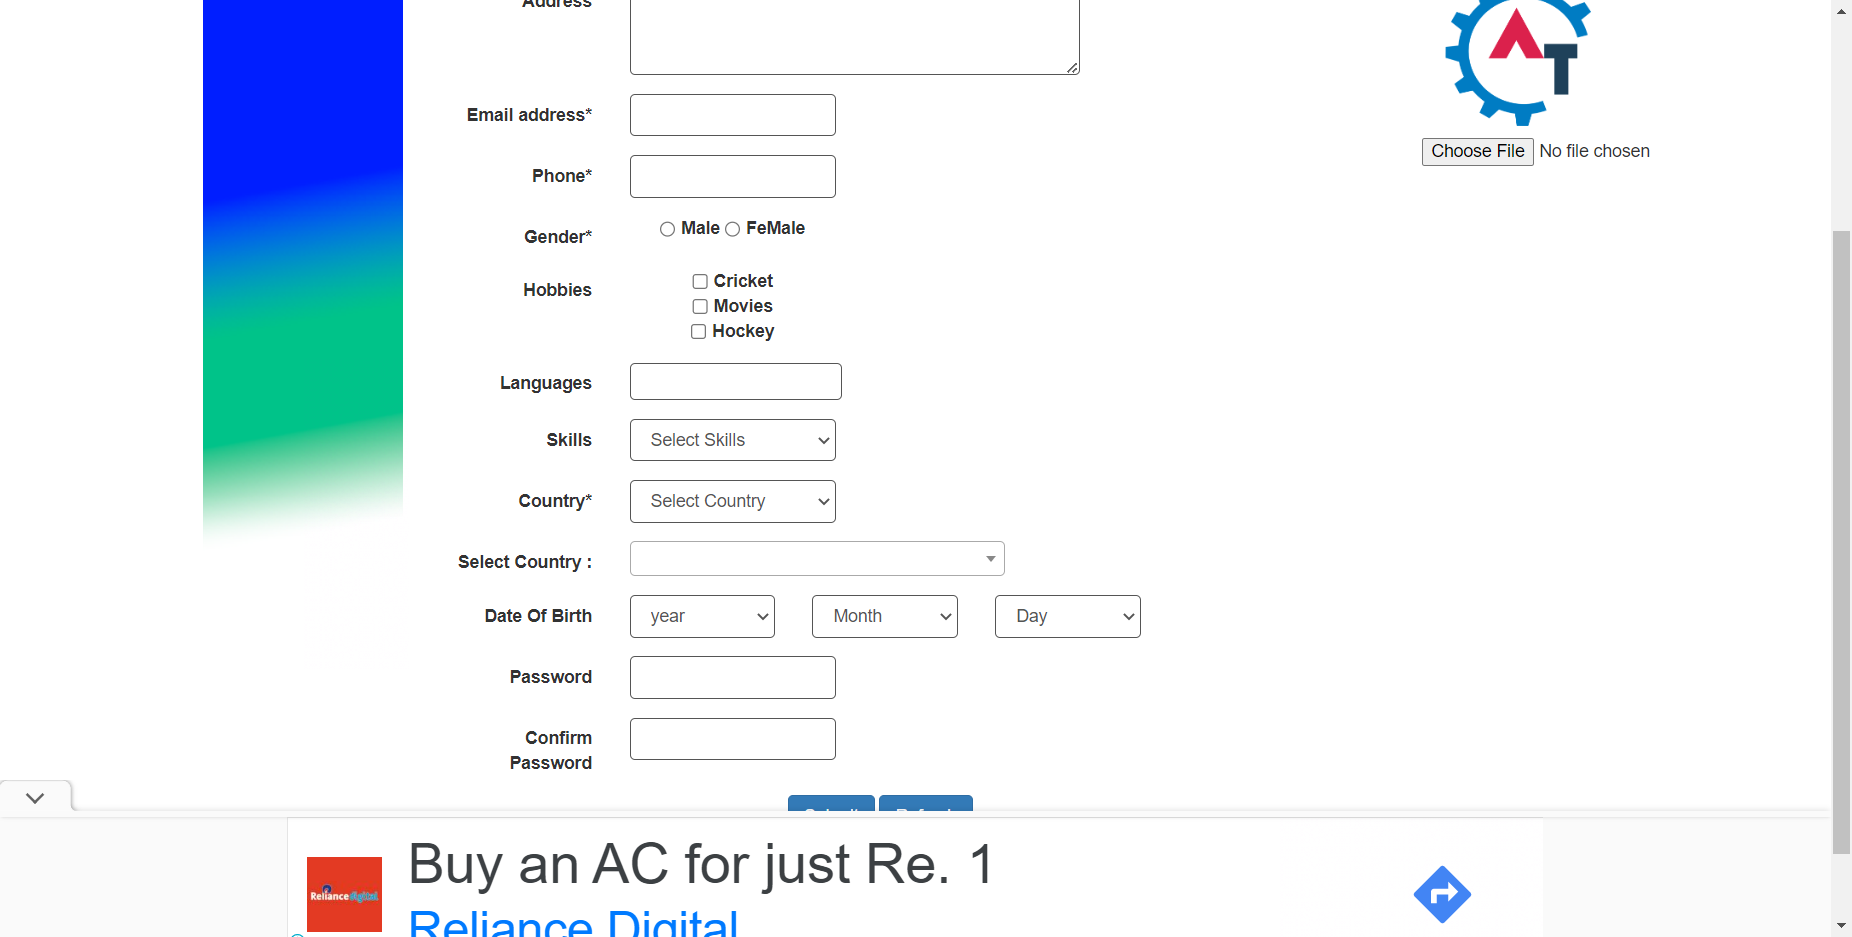 Address
Email address*
Choose File No file chosen
Phone*
Gender* Male FeMale
Hobbies Cricket
Movies
Hockey
Languages
Skills Select Skills
Country* Select Country
Select Country :
Date Of Birth year Month Day
Password
Confirm
Password
Buy an AC for just Re. 1
Reliance digital
Reliance Digital